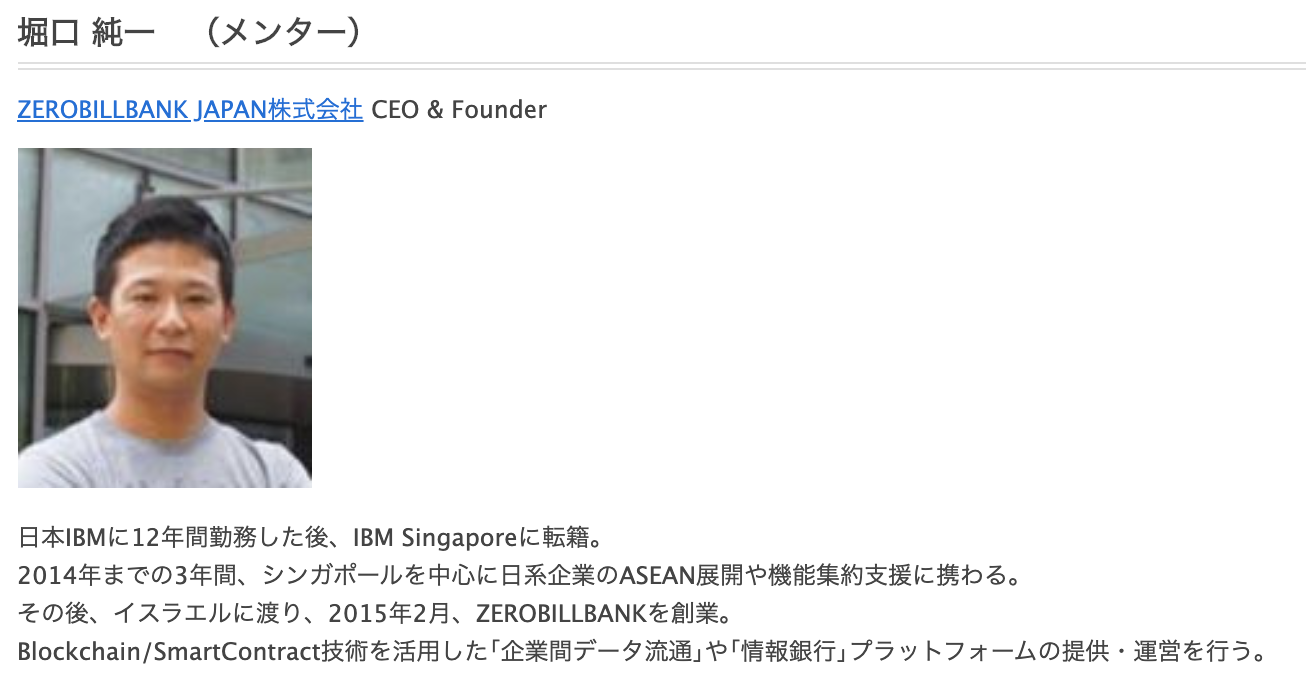 堀口 純一　（メンター）
ZEROBILLBANK JAPAN株式会社 CEO & Founder
日本IBMに12年間勤務した後、IBM Singaporeに転籍。
2014年までの3年間、シンガポールを中心に日系企業のASEAN展開や機能集約支援に携わる。
その後、イスラエルに渡り、2015年2月、ZEROBILLBANKを創業。
Blockchain/SmartContract技術を活用した｢企業間データ流通｣や｢情報銀行｣プラットフォームの提供・運営を行う。